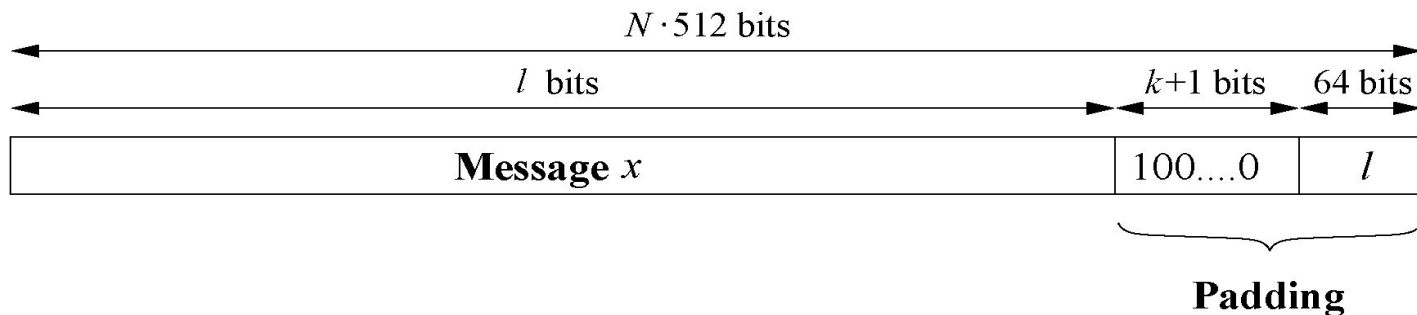 N · 512 bits
l bits k+1 bits 64 bits
Message x 100....0 l
Padding